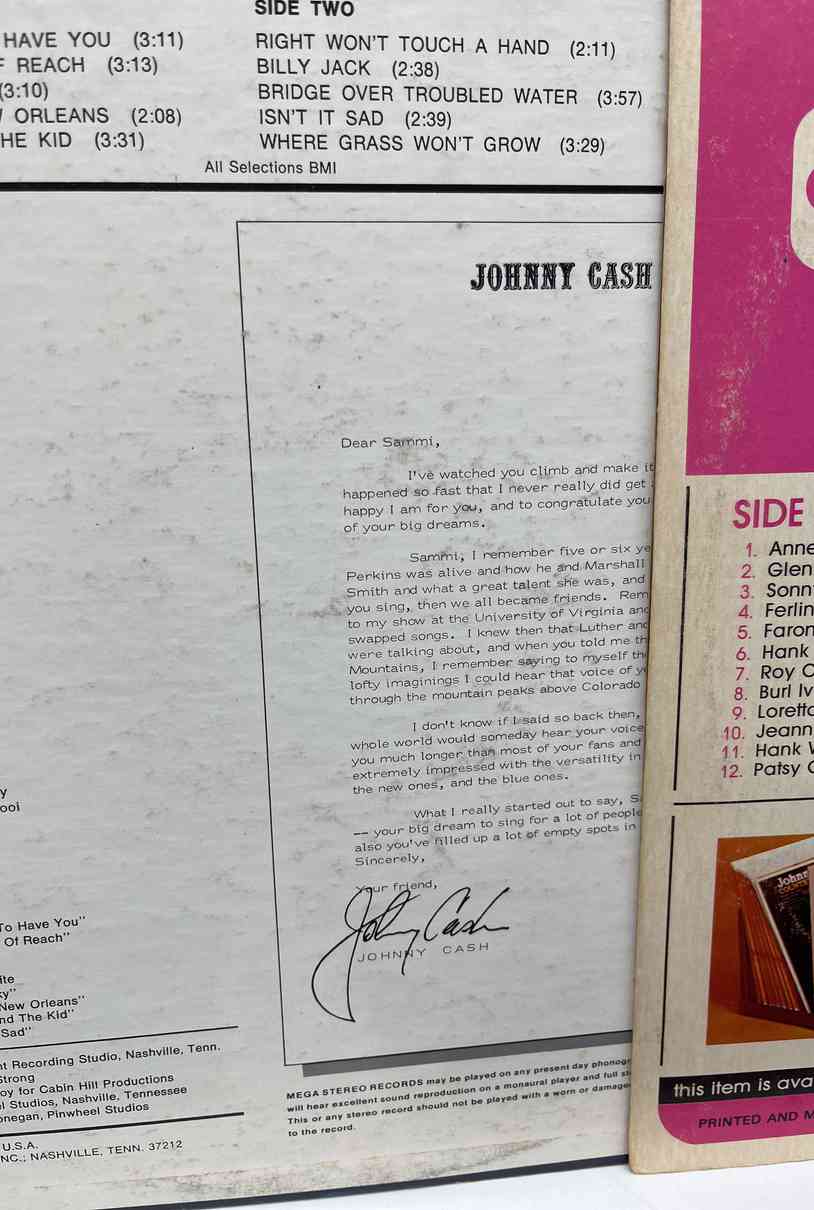 SIDE TWO
HAVE YOU (3:11)
F REACH (3:13)
(3:10)
ORLEANS (2:08)
HE KID (3:31)
RIGHT WON'T TOUCH A HAND (2:11)
BILLY JACK (2:38)
BRIDGE OVER TROUBLED WATER (3:57)
ISN'T IT SAD (2:39)
WHERE GRASS WON'T GROW (3:29)
All Selections BMI
JOHNNY CASH
Dear Sammi,
I've watched you climb and make it
happened so fast that I never really did get
happy I am for you, and to congratulate you
of your big dreams.
Sammi, I remember five or six ye
Perkins was alive and how he and Marshall
Smith and what a great talent she was, and
you sing, then we all became friends. Rem
to my show at the University of Virginia and
swapped songs. I knew then that Luther and
were talking about, and when you told me th
Mountains, I remember saying to myself the
lofty imaginings I could hear that voice of y
through the mountain peaks above Colorado
I don't know if I said so back then,
whole world would someday hear your voice
you much longer than most of your fans and
extremely impressed with the versatility in
the new ones, and the blue ones.
What I really started out to say, S
-- your big dream to sing for a lot of people
also you've filled up a lot of empty spots in
Sincerely,
Your friend,
Johnny Cash
JOHNNY CASH
y
ool
To Have You"
Of Reach"
ite
ky"
New Orleans"
nd The Kid"
Sad"
nt Recording Studio, Nashville, Tenn.
Strong
oy for Cabin Hill Productions
l Studios, Nashville, Tennessee
onegan, Pinwheel Studios
U.S.A.
NC.; NASHVILLE, TENN. 37212
MEGA STEREO RECORDS may be played on any present day phonog
will hear excellent sound reproduction on a monaural player and full st
This or any stereo record should not be played with a worn or damage
to the record.
SIDE
1. Anne
2. Glen
3. Sonn
4. Ferlin
5. Faron
6. Hank
7. Roy C
8. Burl Iv
9. Loretto
10. Jeann
11. Hank W
12. Patsy C
John
COUNT
this item is ava
PRINTED AND M